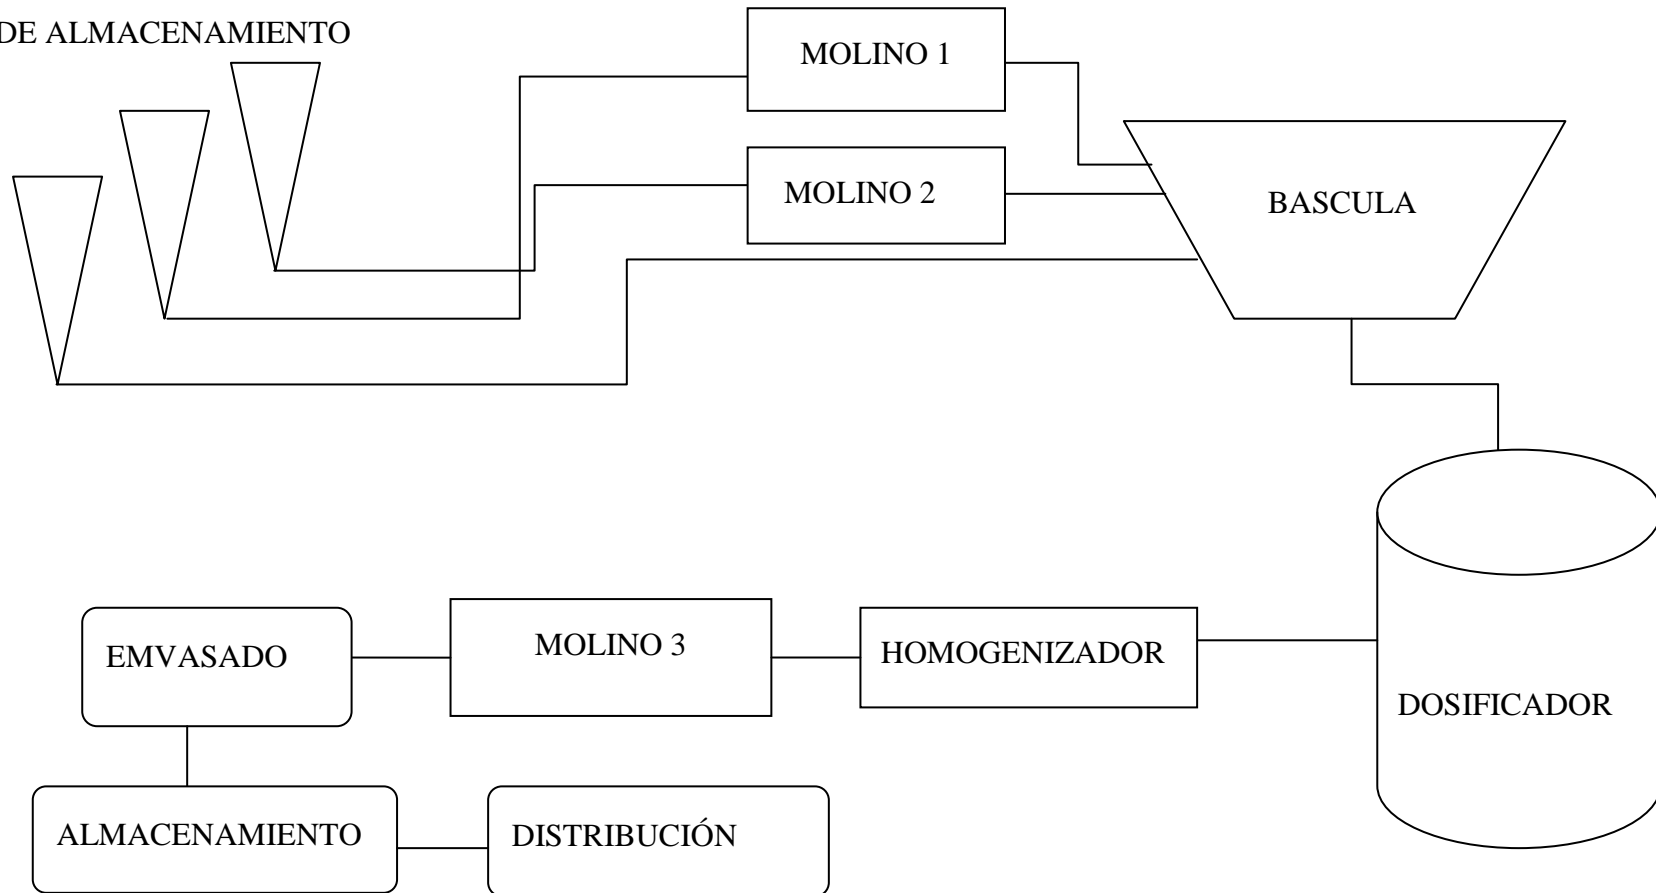 DE ALMACENAMIENTO
MOLINO 1
MOLINO 2
BASCULA
EMVASADO
MOLINO 3
HOMOGENIZADOR
DOSIFICADOR
ALMACENAMIENTO
DISTRIBUCIÓN